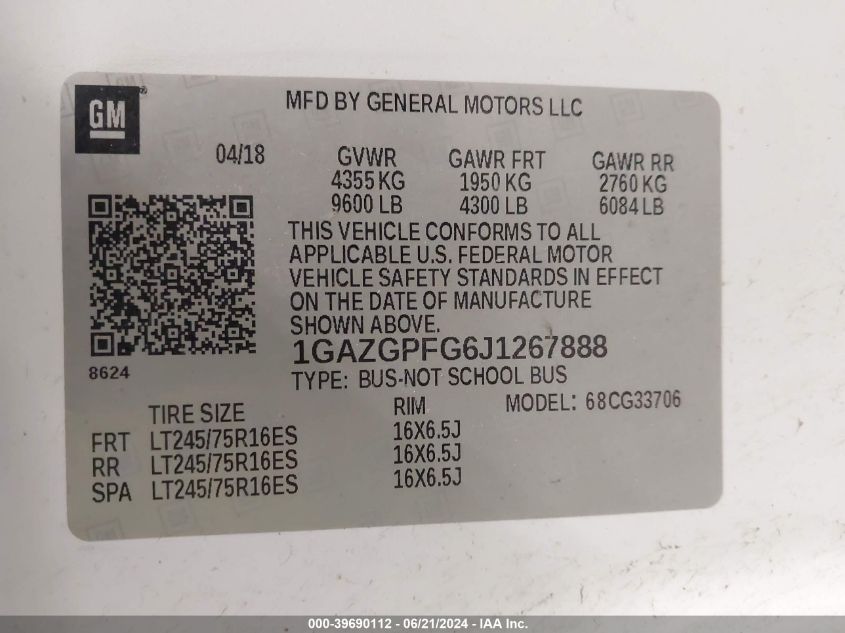 GM®
MFD BY GENERAL MOTORS LLC
04/18 GVWR GAWR FRT GAWR RR
4355 KG 1950 KG 2760 KG
9600 LB 4300 LB 6084 LB
THIS VEHICLE CONFORMS TO ALL
APPLICABLE U.S. FEDERAL MOTOR
VEHICLE SAFETY STANDARDS IN EFFECT
ON THE DATE OF MANUFACTURE
SHOWN ABOVE.
1GAZGPFG6J1267888
8624
TYPE: BUS-NOT SCHOOL BUS
TIRE SIZE RIM MODEL: 68CG33706
FRT LT245/75R16ES 16X6.5J
RR LT245/75R16ES 16X6.5J
SPA LT245/75R16ES 16X6.5J
000-39690112 - 06/21/2024 - IAA Inc.